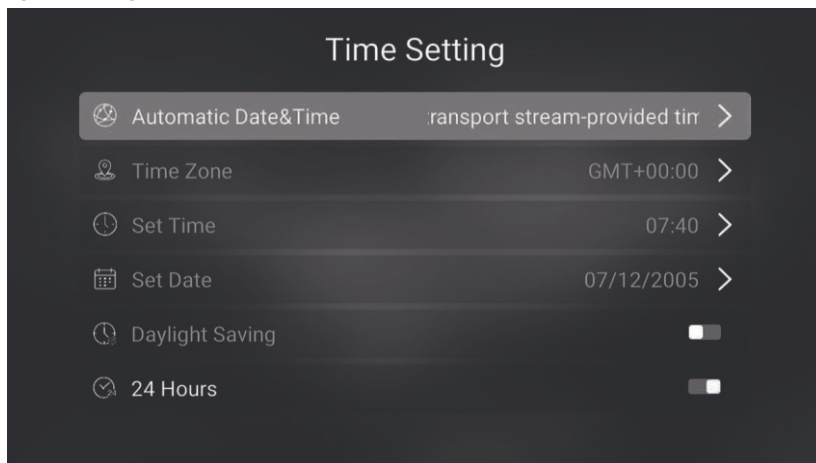 Time Setting
Automatic Date&Time :ransport stream-provided tim
Time Zone GMT+00:00
Set Time 07:40
Set Date 07/12/2005
Daylight Saving
24 Hours